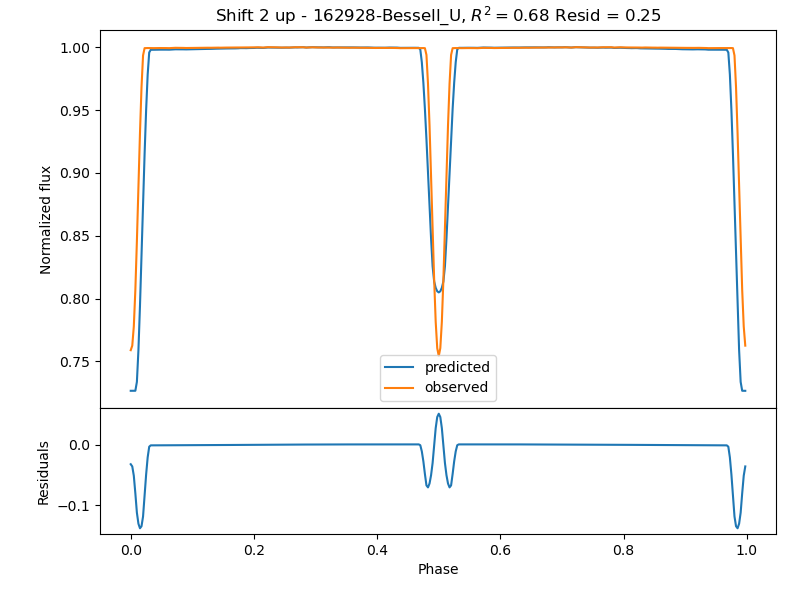 Shift 2 up - 162928-Bessell_U, $R^2 = 0.68$ Resid = 0.25
1.00
0.95
0.90
0.85
0.80
0.75
Normalized flux
predicted
observed
0.0
−0.1
Residuals
0.0 0.2 0.4 0.6 0.8 1.0
Phase